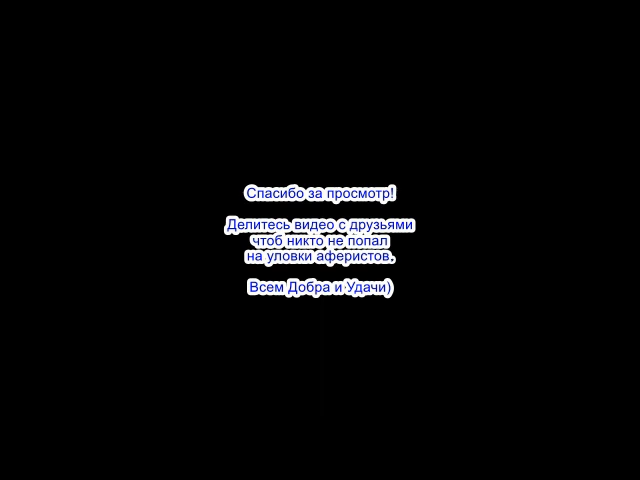 Спасибо за просмотр!
Делитесь видео с друзьями
чтоб никто не попал
на уловки аферистов.
Всем Добра и Удачи)